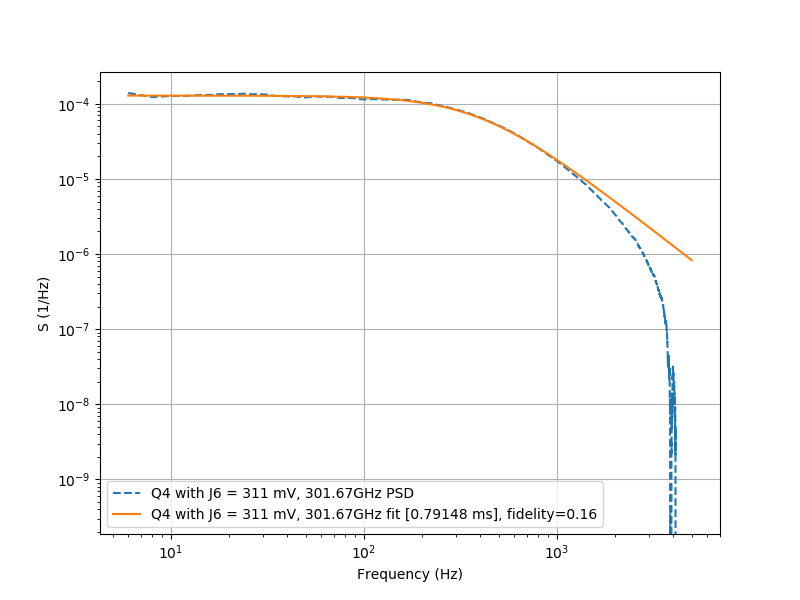 10⁻⁴
10⁻⁵
10⁻⁶
10⁻⁷
10⁻⁸
10⁻⁹
S (1/Hz)
Q4 with J6 = 311 mV, 301.67GHz PSD
Q4 with J6 = 311 mV, 301.67GHz fit [0.79148 ms], fidelity=0.16
10¹ 10² 10³
Frequency (Hz)